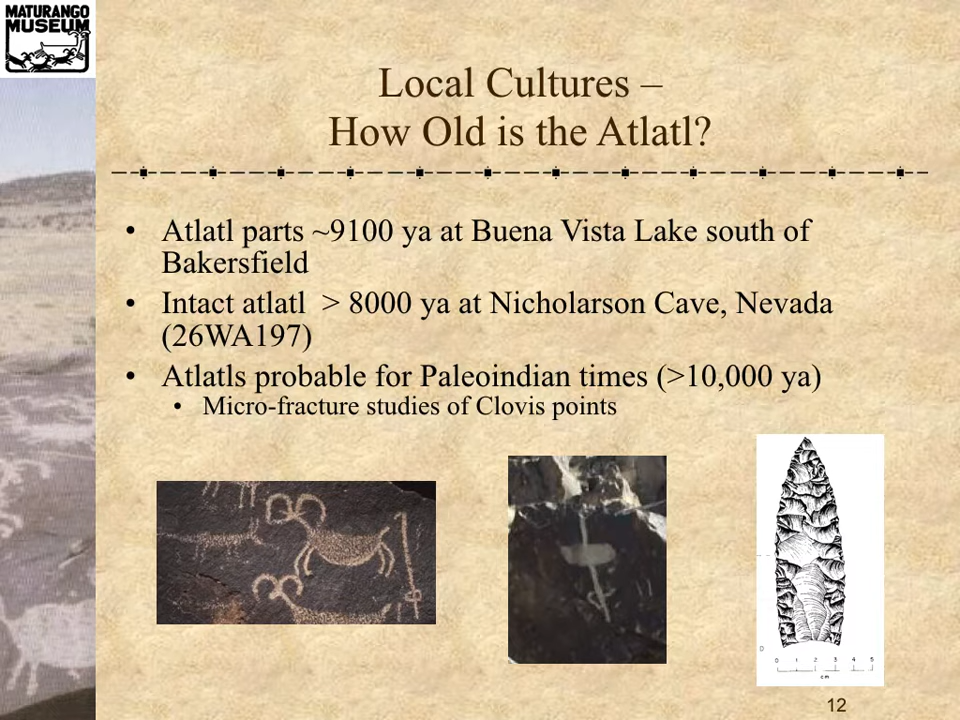 MATURANGO
MUSEUM
Local Cultures –
How Old is the Atlatl?
• Atlatl parts ~9100 ya at Buena Vista Lake south of
Bakersfield
• Intact atlatl > 8000 ya at Nicholarson Cave, Nevada
(26WA197)
• Atlatls probable for Paleoindian times (>10,000 ya)
• Micro-fracture studies of Clovis points
D
0 1 2 3 4 5
cm
12